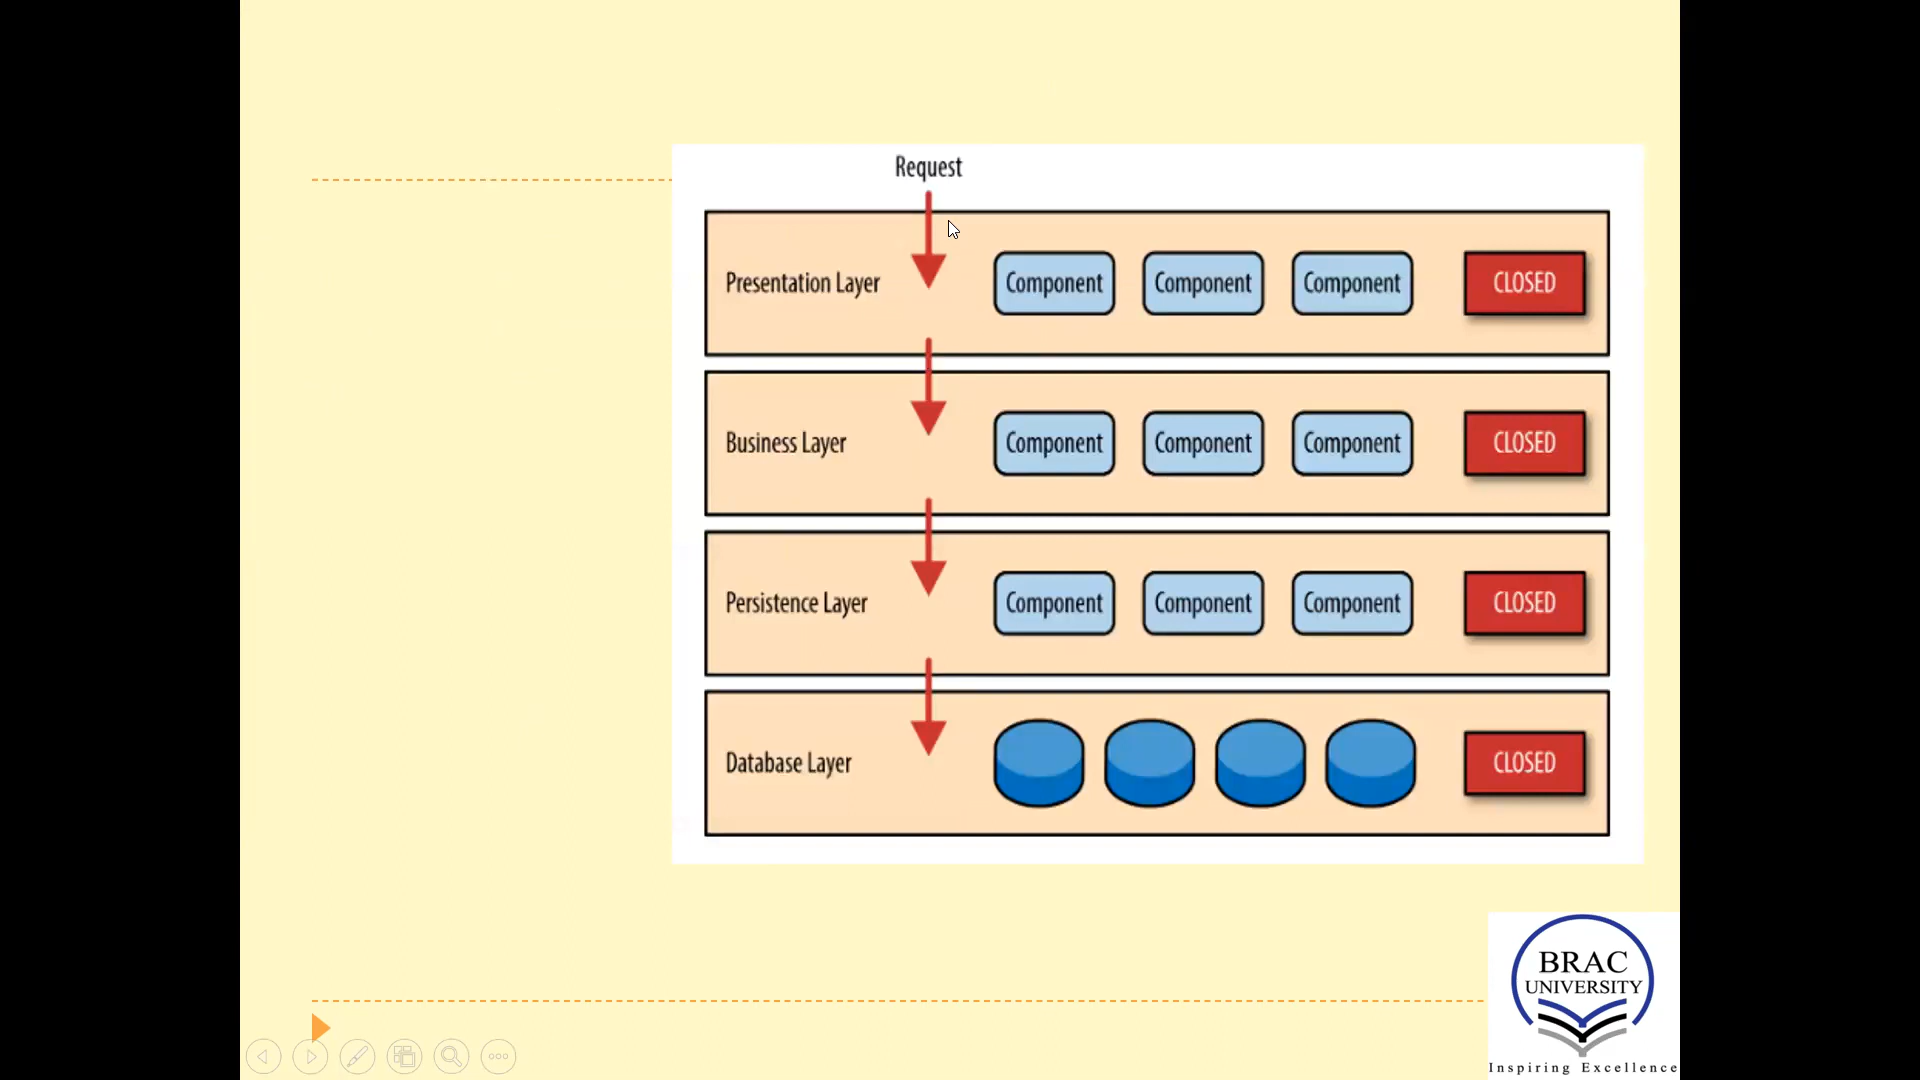 Request
Presentation Layer Component Component Component CLOSED
Business Layer Component Component Component CLOSED
Persistence Layer Component Component Component CLOSED
Database Layer CLOSED
BRAC
UNIVERSITY
Inspiring Excellence